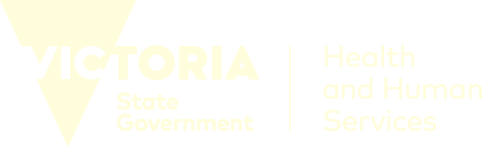 VICTORIA
State
Government
Health
and Human
Services